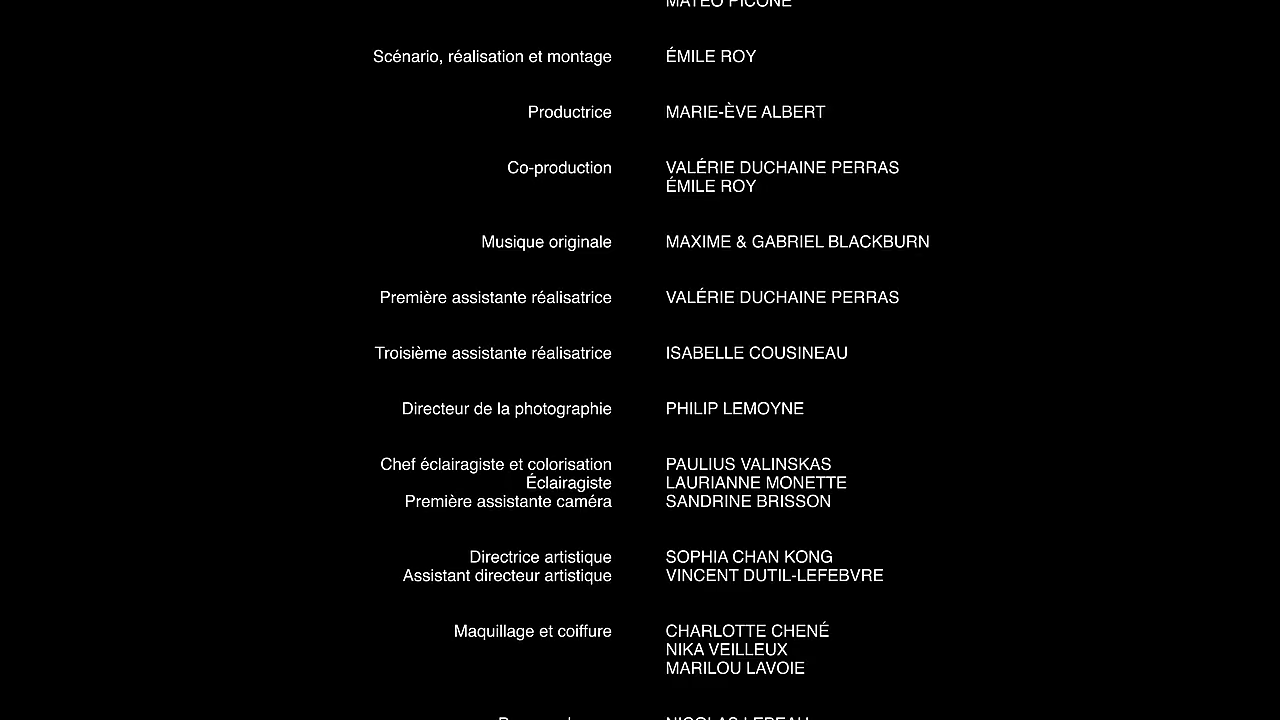 MATEO PICONE
Scénario, réalisation et montage ÉMILE ROY
Productrice MARIE-ÈVE ALBERT
Co-production VALÉRIE DUCHAINE PERRAS
ÉMILE ROY
Musique originale MAXIME & GABRIEL BLACKBURN
Première assistante réalisatrice VALÉRIE DUCHAINE PERRAS
Troisième assistante réalisatrice ISABELLE COUSINEAU
Directeur de la photographie PHILIP LEMOYNE
Chef éclairagiste et colorisation PAULIUS VALINSKAS
Éclairagiste LAURIANNE MONETTE
Première assistante caméra SANDRINE BRISSON
Directrice artistique SOPHIA CHAN KONG
Assistant directeur artistique VINCENT DUTIL-LEFEBVRE
Maquillage et coiffure CHARLOTTE CHENÉ
NIKA VEILLEUX
MARILOU LAVOIE